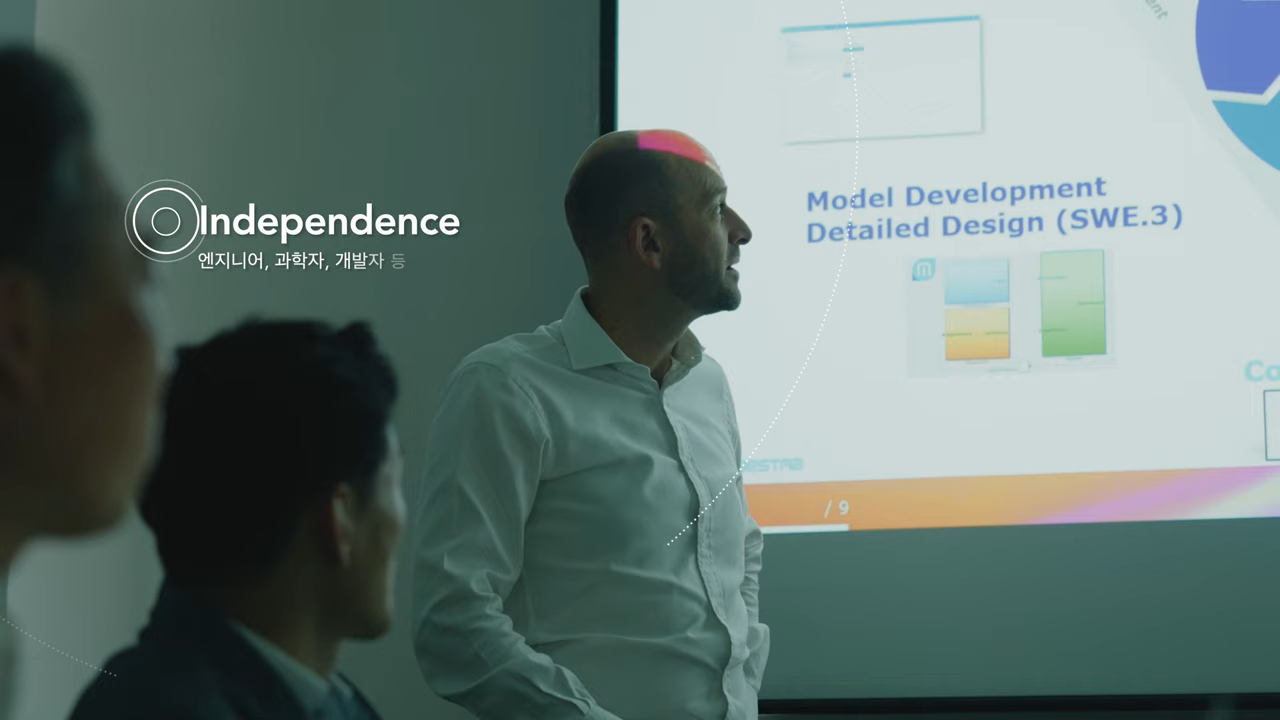 Independence
엔지니어, 과학자, 개발자 등
Model Development
Detailed Design (SWE.3)
/ 9